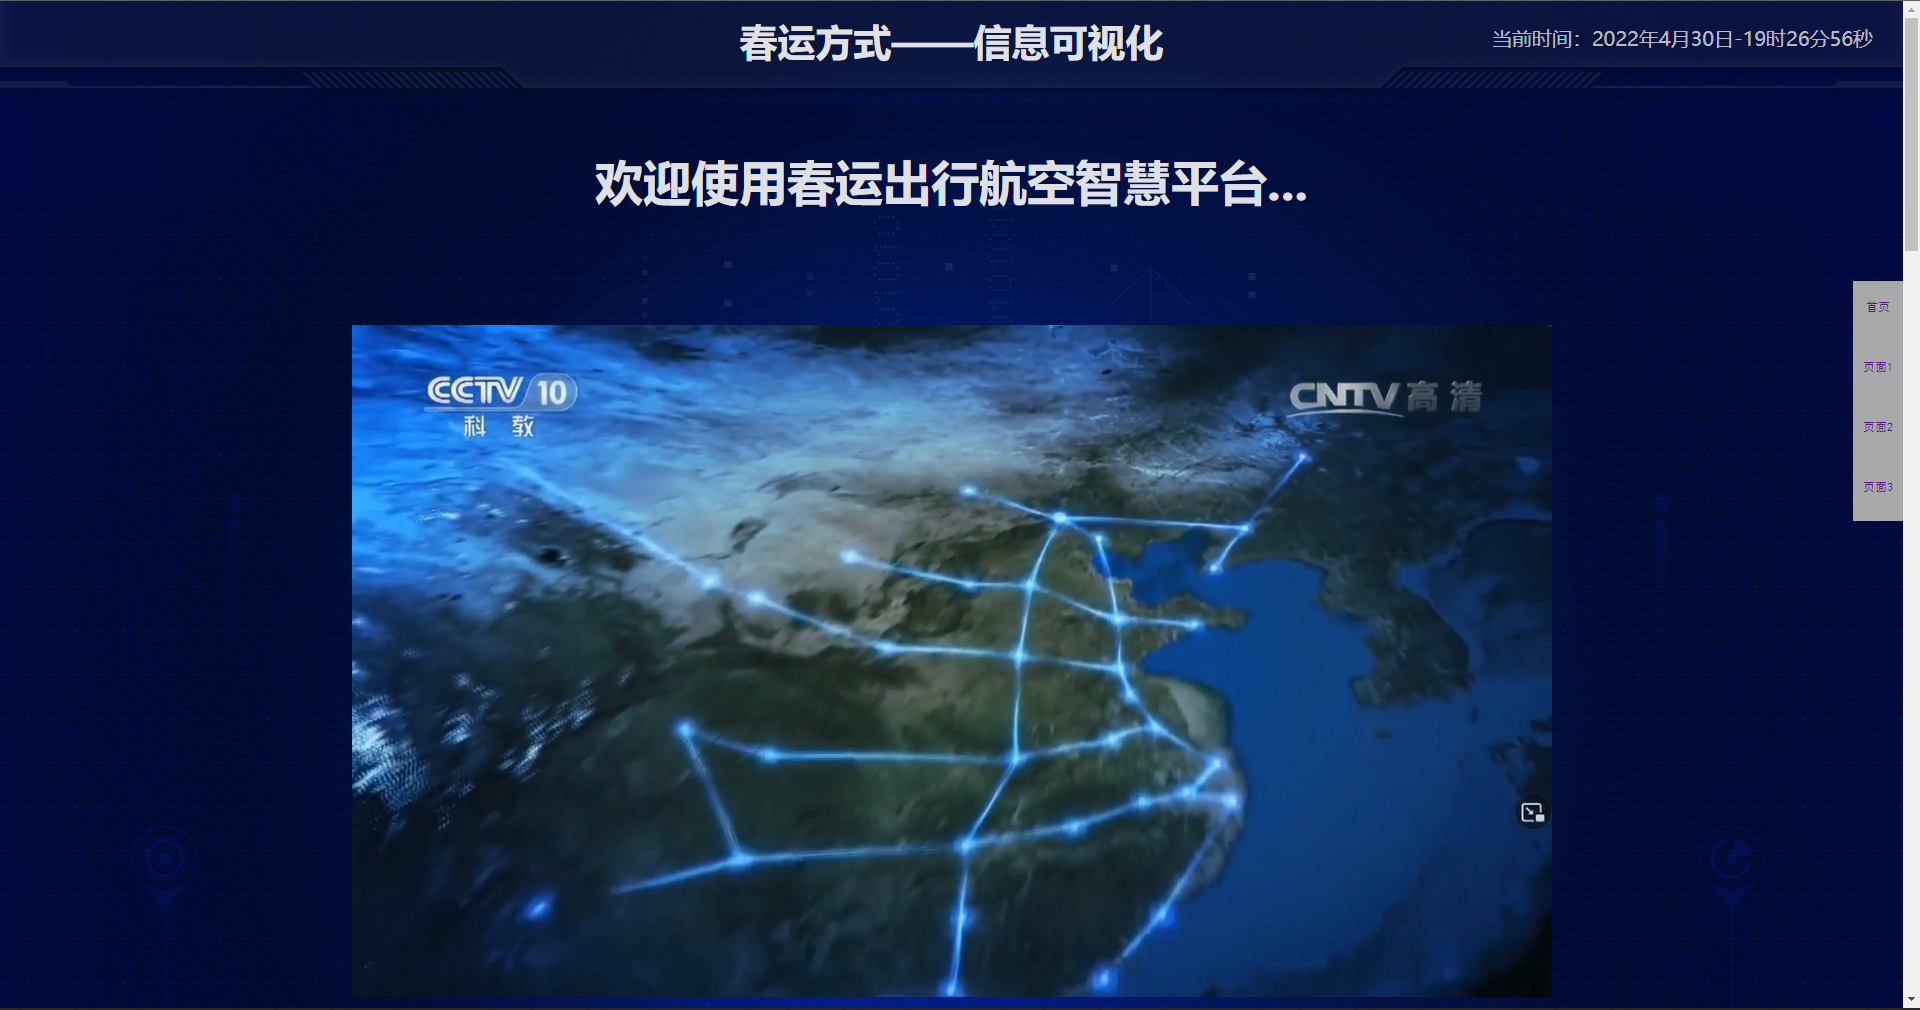 春运方式——信息可视化
当前时间：2022年4月30日-19时26分56秒
欢迎使用春运出行航空智慧平台...
首页
页面1
页面2
页面3
CCTV 10
科 教
CNTV 高清